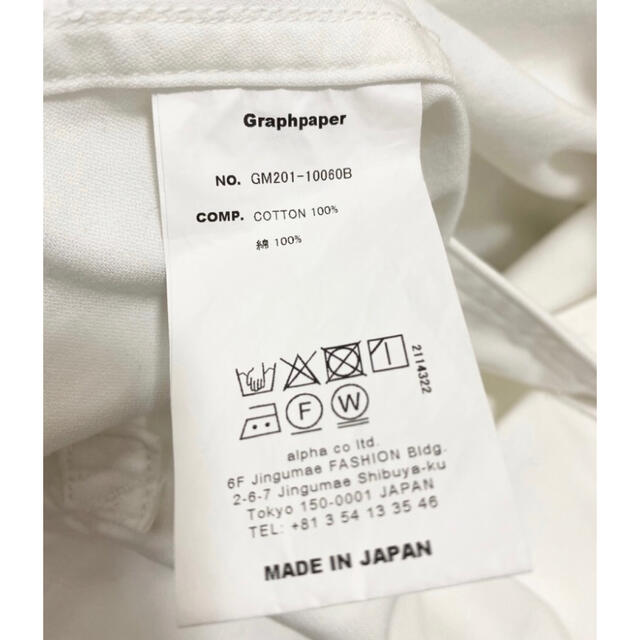 Graphpaper
NO. GM201-10060B
COMP. COTTON 100%
綿 100%
2114322
F W
alpha co ltd.
6F Jingumae FASHION Bldg.
2-6-7 Jingumae Shibuya-ku
Tokyo 150-0001 JAPAN
TEL: +81 3 54 13 35 46
MADE IN JAPAN